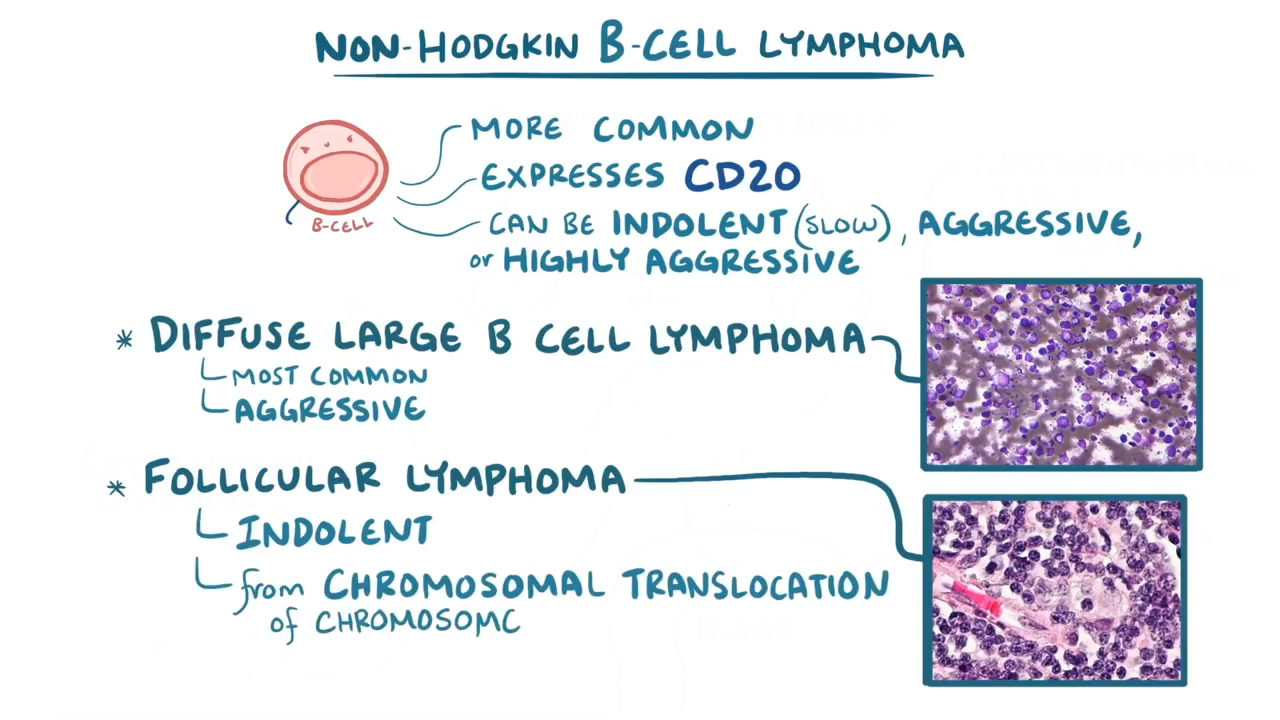 NON-HODGKIN B-CELL LYMPHOMA
MORE COMMON
EXPRESSES CD20
CAN BE INDOLENT (SLOW), AGGRESSIVE,
or HIGHLY AGGRESSIVE
B-CELL
* DIFFUSE LARGE B CELL LYMPHOMA
MOST COMMON
AGGRESSIVE
* FOLLICULAR LYMPHOMA
INDOLENT
from CHROMOSOMAL TRANSLOCATION
of CHROMOSOMC